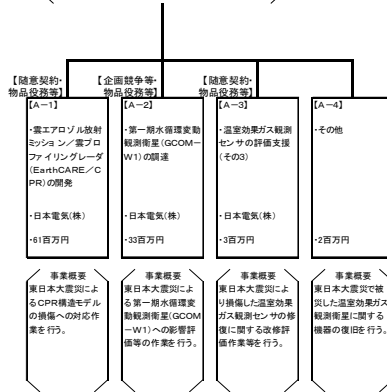 【随意契約・
物品役務等】
【A－1】
・雲エアロゾル放射
ミッション／雲プロ
ファイリングレーダ
（EarthCARE／C
PR）の開発
・日本電気（株）
・61百万円
事業概要
東日本大震災によ
るCPR構造モデル
の損傷への対応作
業を行う。
【企画競争等・
物品役務等】
【A－2】
・第一期水循環変動
観測衛星（GCOM－
W1）の調達
・日本電気（株）
・33百万円
事業概要
東日本大震災によ
る第一期水循環変
動観測衛星（GCOM
－W1）への影響評
価等の作業を行う。
【随意契約・
物品役務等】
【A－3】
・温室効果ガス観測
センサの評価支援
（その3）
・日本電気（株）
・3百万円
事業概要
東日本大震災によ
り損傷した温室効果
ガス観測センサの修
復に関する改修評
価作業等を行う。
【A－4】
・その他
・2百万円
事業概要
東日本大震災で被
災した温室効果ガス
観測衛星に関する
機器の復旧を行う。